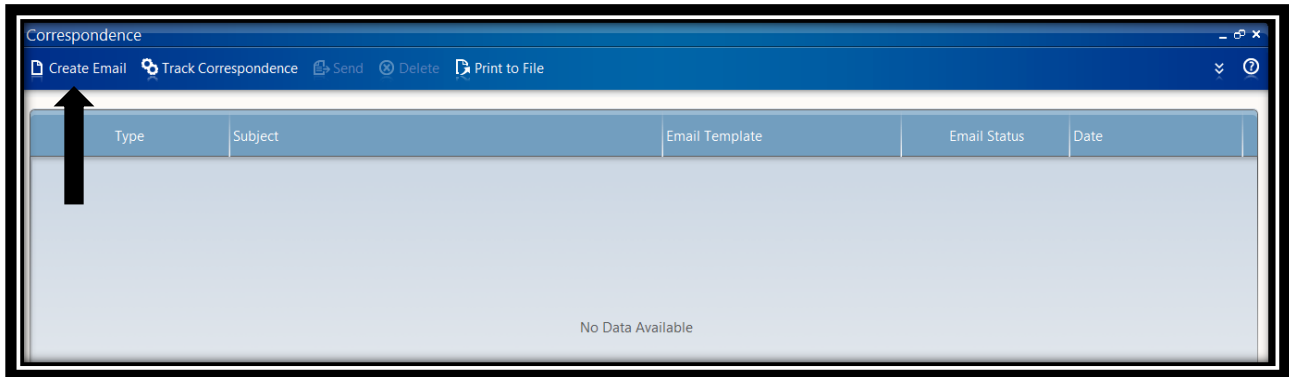 Correspondence
Create Email Track Correspondence Send Delete Print to File
Type Subject Email Template Email Status Date
No Data Available